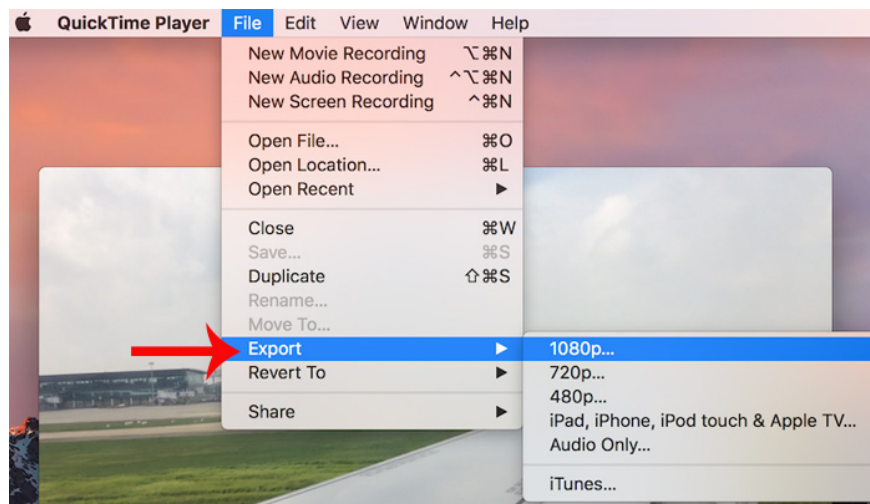 QuickTime Player File Edit View Window Help
New Movie Recording ⌥⌘N
New Audio Recording ^⌥⌘N
New Screen Recording ^⌘N
Open File... ⌘O
Open Location... ⌘L
Open Recent ▶
Close ⌘W
Save... ⌘S
Duplicate ⇧⌘S
Rename...
Move To...
Export ▶
Revert To ▶
Share ▶
1080p...
720p...
480p...
iPad, iPhone, iPod touch & Apple TV...
Audio Only...
iTunes...